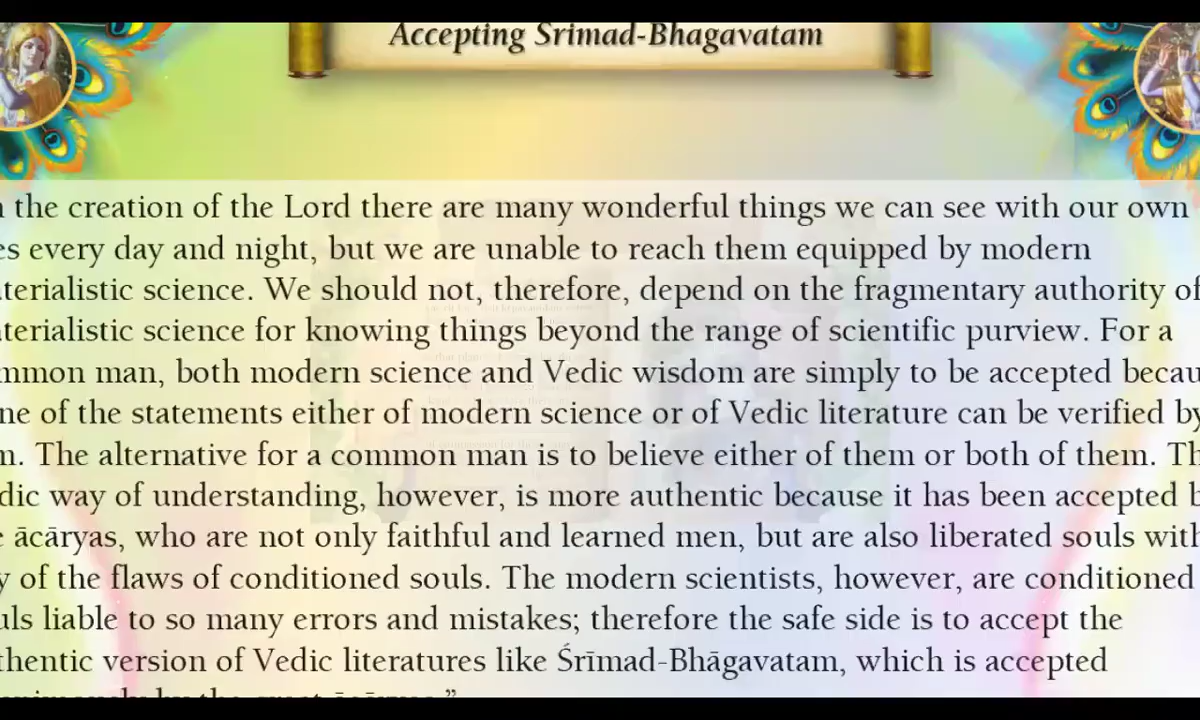 Accepting Srimad-Bhagavatam
the creation of the Lord there are many wonderful things we can see with our own
es every day and night, but we are unable to reach them equipped by modern
terialistic science. We should not, therefore, depend on the fragmentary authority of
terialistic science for knowing things beyond the range of scientific purview. For a
mmon man, both modern science and Vedic wisdom are simply to be accepted becau
ne of the statements either of modern science or of Vedic literature can be verified by
m. The alternative for a common man is to believe either of them or both of them. Th
dic way of understanding, however, is more authentic because it has been accepted b
ācāryas, who are not only faithful and learned men, but are also liberated souls with
y of the flaws of conditioned souls. The modern scientists, however, are conditioned
uls liable to so many errors and mistakes; therefore the safe side is to accept the
thentic version of Vedic literatures like Śrīmad-Bhāgavatam, which is accepted
by the great ācāryas.”